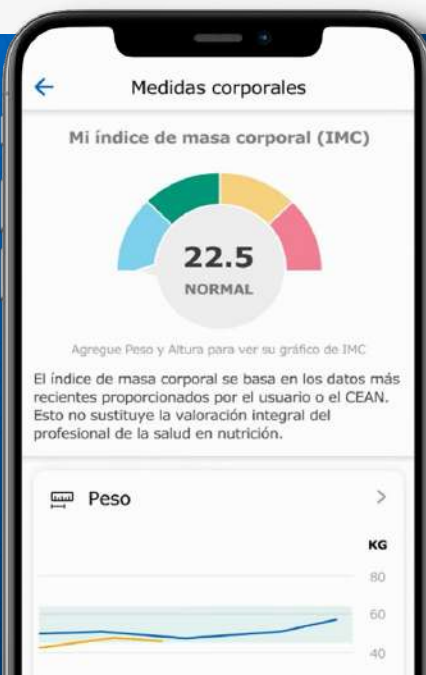 Medidas corporales
Mi índice de masa corporal (IMC)
22.5
NORMAL
Agregue Peso y Altura para ver su gráfico de IMC
El índice de masa corporal se basa en los datos más
recientes proporcionados por el usuario o el CEAN.
Esto no sustituye la valoración integral del
profesional de la salud en nutrición.
Peso
KG
80
60
40